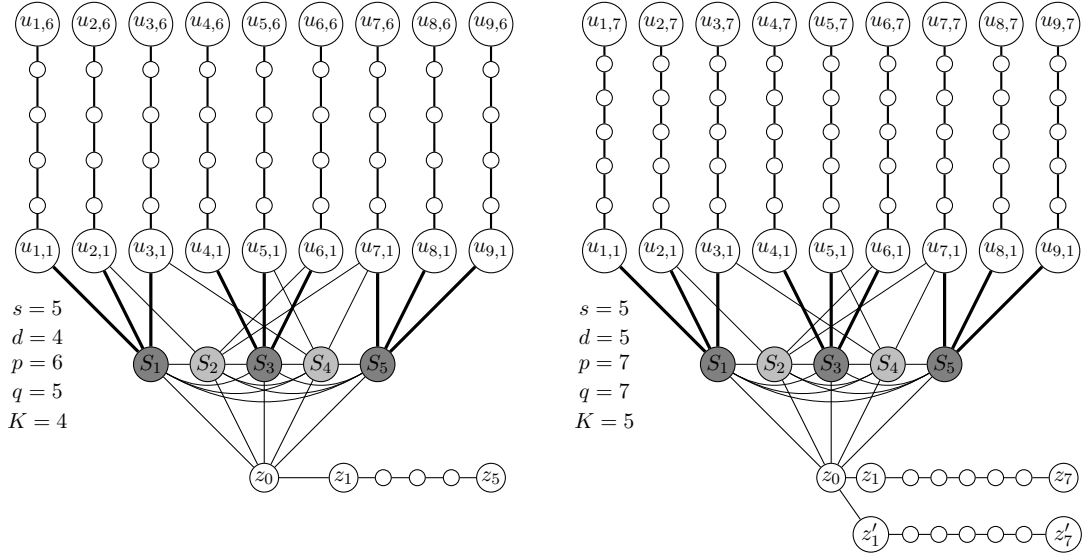 u1,6 u2,6 u3,6 u4,6 u5,6 u6,6 u7,6 u8,6 u9,6
u1,1 u2,1 u3,1 u4,1 u5,1 u6,1 u7,1 u8,1 u9,1
s = 5
d = 4
p = 6
q = 5
K = 4
S1 S2 S3 S4 S5
z0 z1 z5
u1,7 u2,7 u3,7 u4,7 u5,7 u6,7 u7,7 u8,7 u9,7
u1,1 u2,1 u3,1 u4,1 u5,1 u6,1 u7,1 u8,1 u9,1
s = 5
d = 5
p = 7
q = 7
K = 5
S1 S2 S3 S4 S5
z0 z1 z7
z′1 z′7